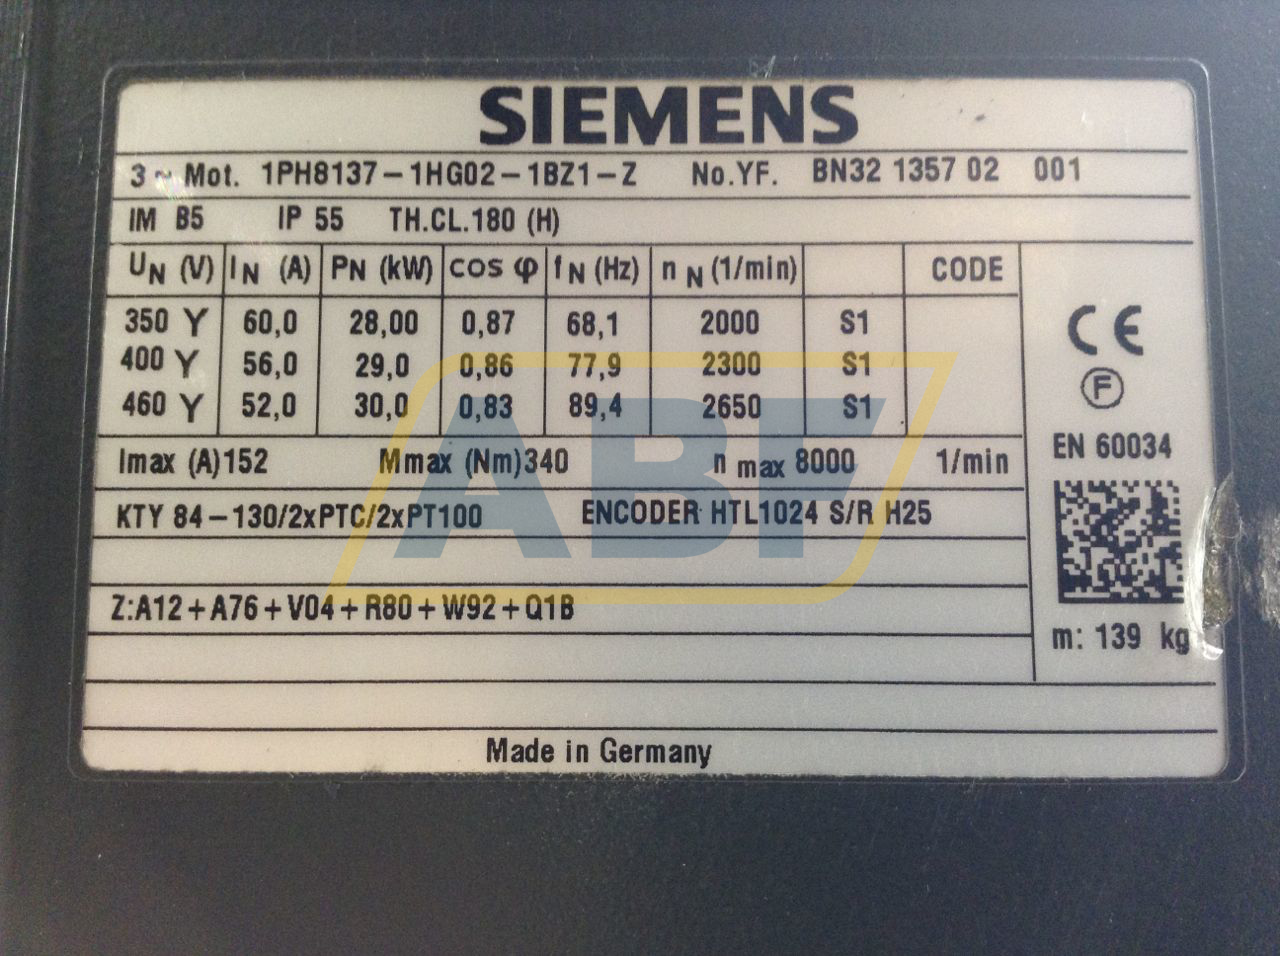 SIEMENS
3 ~ Mot. 1PH8137-1HG02-1BZ1-Z No.YF. BN32 1357 02 001
IM B5 IP 55 TH.CL.180 (H)
UN (V) IN (A) PN (kW) cos φ fN (Hz) nN (1/min) CODE
350 Y 60,0 28,00 0,87 68,1 2000 S1
400 Y 56,0 29,0 0,86 77,9 2300 S1
460 Y 52,0 30,0 0,83 89,4 2650 S1
CE
F
EN 60034
Imax (A)152 Mmax (Nm)340 n max 8000 1/min
KTY 84-130/2xPTC/2xPT100 ENCODER HTL1024 S/R H25
ABF
Z:A12+A76+V04+R80+W92+Q1B
m: 139 kg
Made in Germany